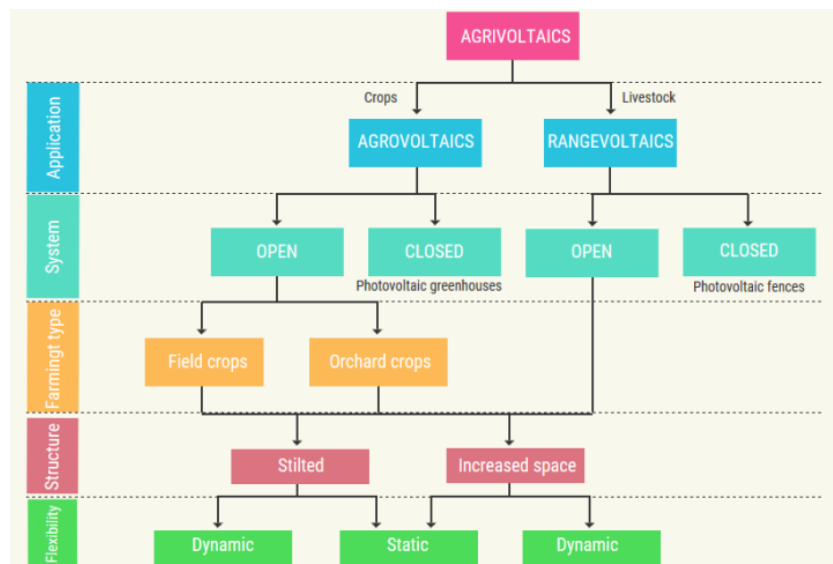 AGRIVOLTAICS
Crops
Livestock
Application
AGROVOLTAICS
RANGEVOLTAICS
System
OPEN
CLOSED
OPEN
CLOSED
Photovoltaic greenhouses
Photovoltaic fences
Farmingt type
Field crops
Orchard crops
Structure
Stilted
Increased space
Flexibility
Dynamic
Static
Dynamic